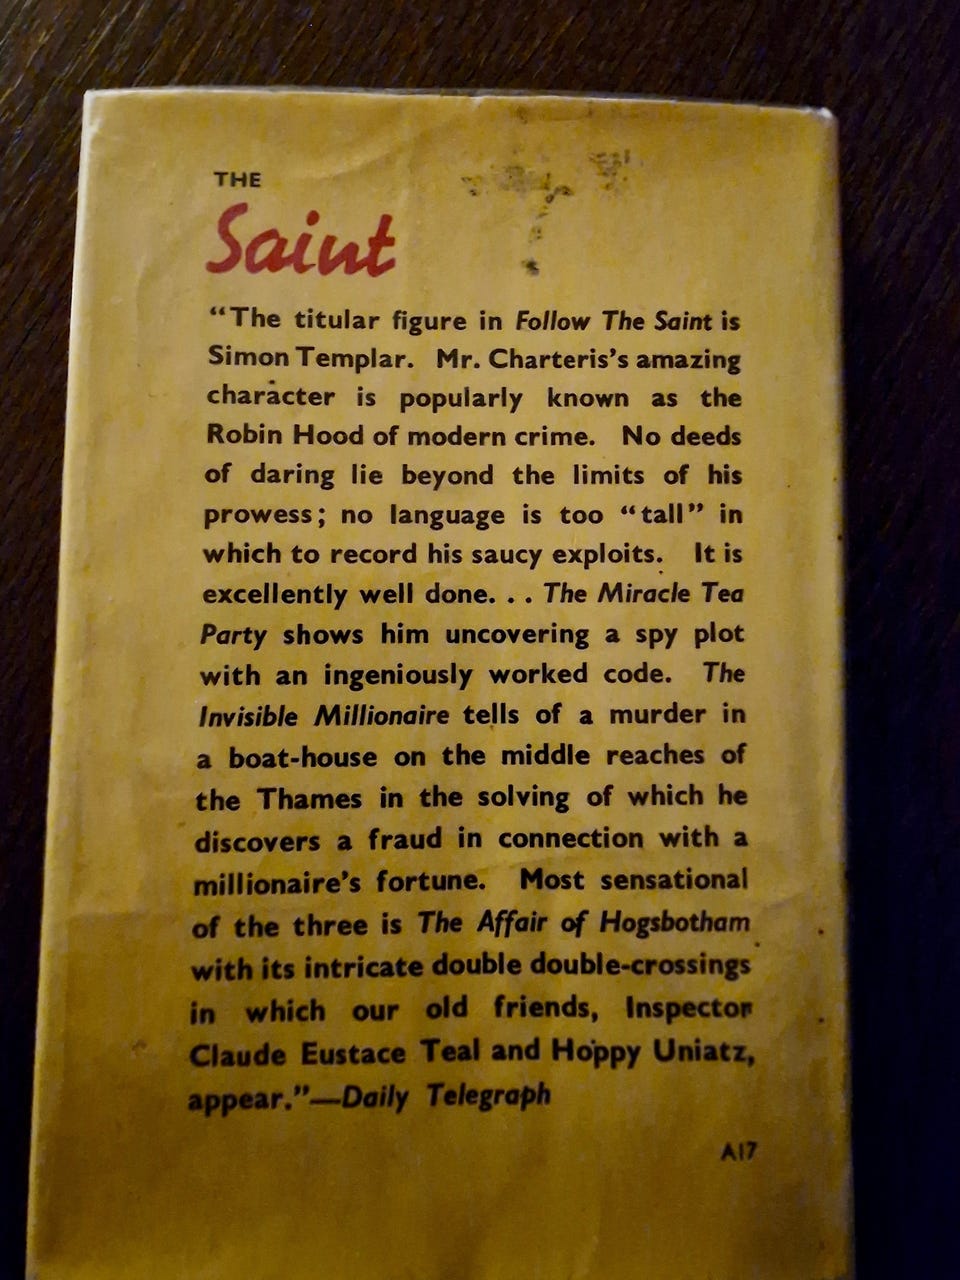 THE
Saint
“The titular figure in Follow The Saint is
Simon Templar. Mr. Charteris’s amazing
character is popularly known as the
Robin Hood of modern crime. No deeds
of daring lie beyond the limits of his
prowess; no language is too “tall” in
which to record his saucy exploits. It is
excellently well done. . . The Miracle Tea
Party shows him uncovering a spy plot
with an ingeniously worked code. The
Invisible Millionaire tells of a murder in
a boat-house on the middle reaches of
the Thames in the solving of which he
discovers a fraud in connection with a
millionaire’s fortune. Most sensational
of the three is The Affair of Hogsbotham
with its intricate double double-crossings
in which our old friends, Inspector
Claude Eustace Teal and Hoppy Uniatz,
appear.”—Daily Telegraph
A17